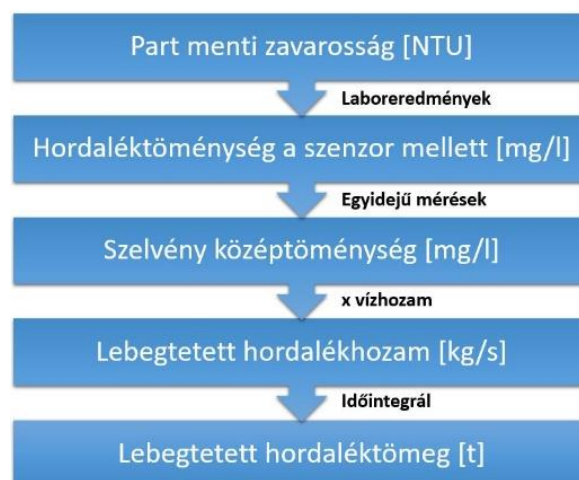 Part menti zavarosság [NTU]
Laboreredmények
Hordaléktöménység a szenzor mellett [mg/l]
Egyidejű mérések
Szelvény középtöménység [mg/l]
x vízhozam
Lebegtetett hordalékhozam [kg/s]
Időintegrál
Lebegtetett hordaléktömeg [t]